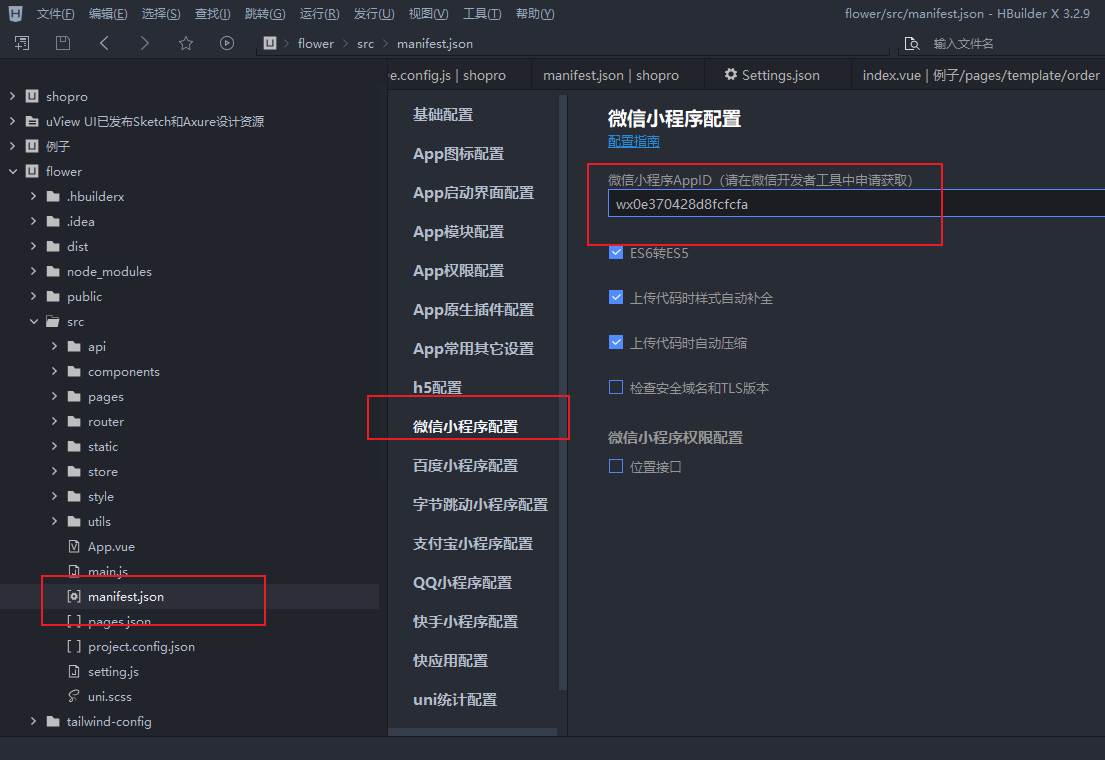 文件(F) 编辑(E) 选择(S) 查找(I) 跳转(G) 运行(R) 发行(U) 视图(V) 工具(T) 帮助(Y) flower/src/manifest.json - HBuilder X 3.2.9
flower src manifest.json 输入文件名
e.config.js | shopro manifest.json | shopro Settings.json index.vue | 例子/pages/template/order
shopro
uView UI已发布Sketch和Axure设计资源
例子
flower
.hbuilderx
.idea
dist
node_modules
public
src
api
components
pages
router
static
store
style
utils
App.vue
main.js
manifest.json
pages.json
project.config.json
setting.js
uni.scss
tailwind-config
基础配置
App图标配置
App启动界面配置
App模块配置
App权限配置
App原生插件配置
App常用其它设置
h5配置
微信小程序配置
百度小程序配置
字节跳动小程序配置
支付宝小程序配置
QQ小程序配置
快手小程序配置
快应用配置
uni统计配置
微信小程序配置
配置指南
微信小程序AppID（请在微信开发者工具中申请获取）
wx0e370428d8fcfcfa
ES6转ES5
上传代码时样式自动补全
上传代码时自动压缩
检查安全域名和TLS版本
微信小程序权限配置
位置接口